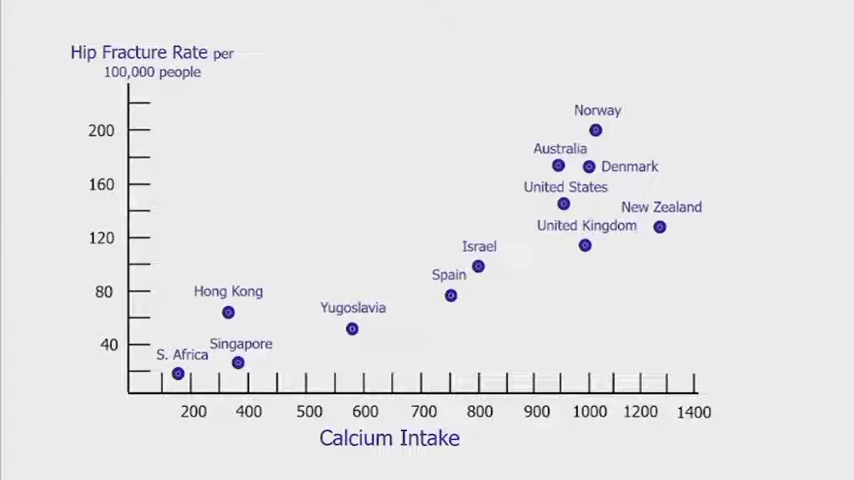 Hip Fracture Rate per
100,000 people
Norway
200
Australia
Denmark
160
United States
New Zealand
United Kingdom
120
Israel
Spain
80
Hong Kong
Yugoslavia
40
Singapore
S. Africa
200 400 500 600 700 800 900 1000 1200 1400
Calcium Intake